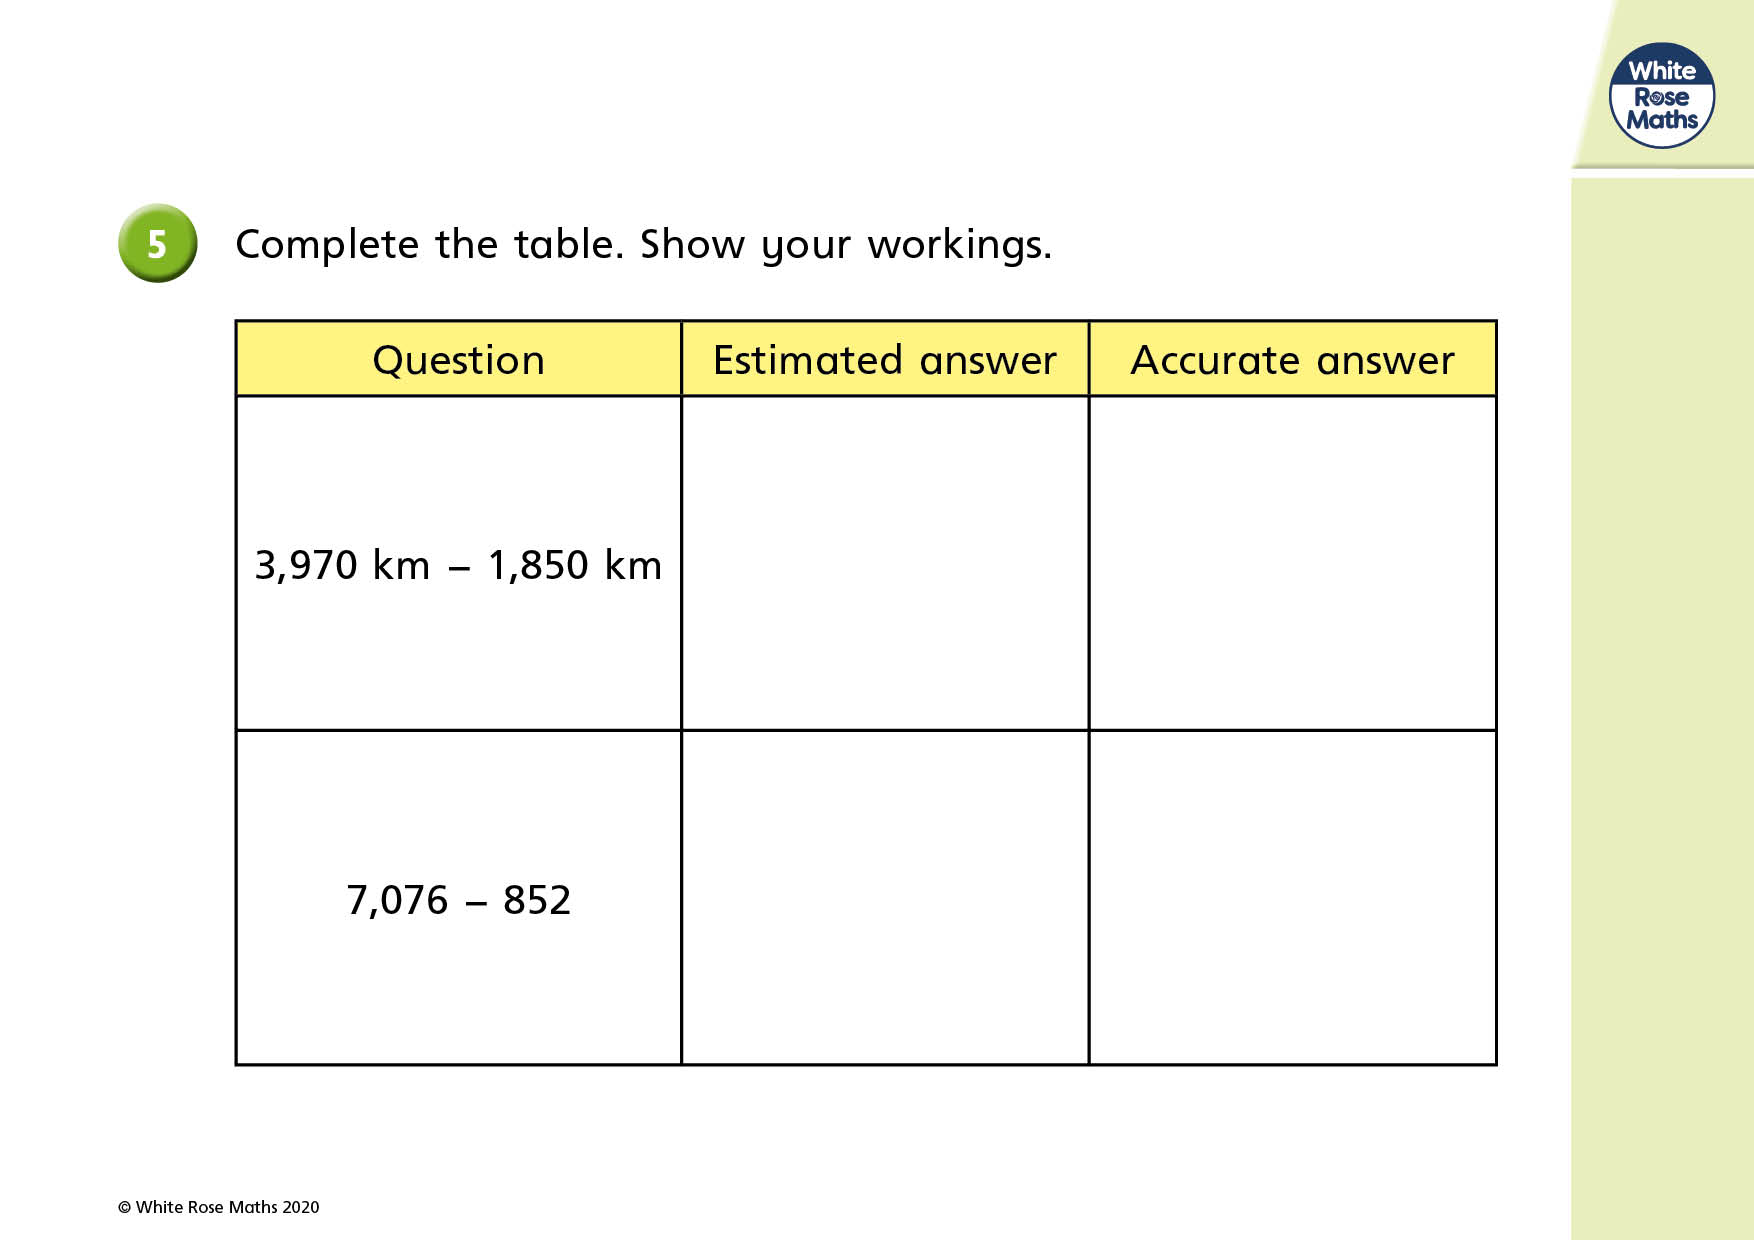 White
Rose
Maths
5 Complete the table. Show your workings.
Question Estimated answer Accurate answer
3,970 km – 1,850 km
7,076 – 852
© White Rose Maths 2020